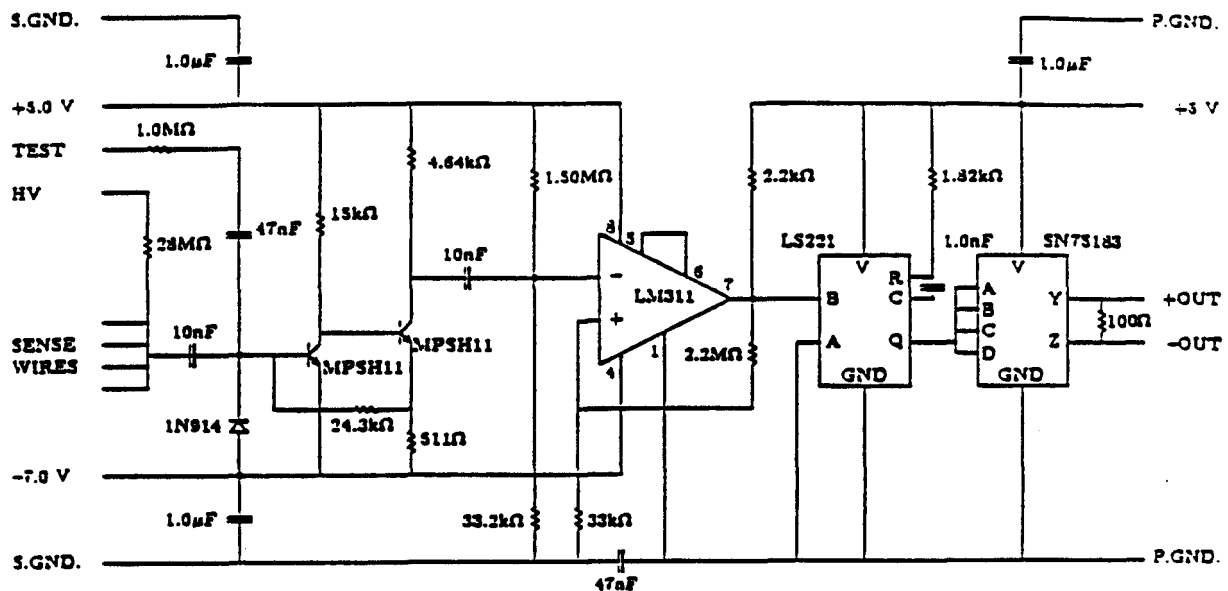 S.GND.
P.GND.
1.0μF
1.0μF
+5.0 V
+5 V
1.0MΩ
TEST
4.64kΩ
1.50MΩ
2.2kΩ
1.82kΩ
HV
15kΩ
47nF
28MΩ
8
5
10nF
LS221
1.0nF
SN75183
6
V
V
−
7
R
A
Y
+OUT
LM311
B
C
B
100Ω
10nF
+
SENSE
MPSH11
1
2.2MΩ
A
Q
C
Z
−OUT
WIRES
MPSH11
4
D
GND
GND
24.3kΩ
1N914
511Ω
−7.0 V
1.0μF
33.2kΩ
33kΩ
S.GND.
P.GND.
47nF